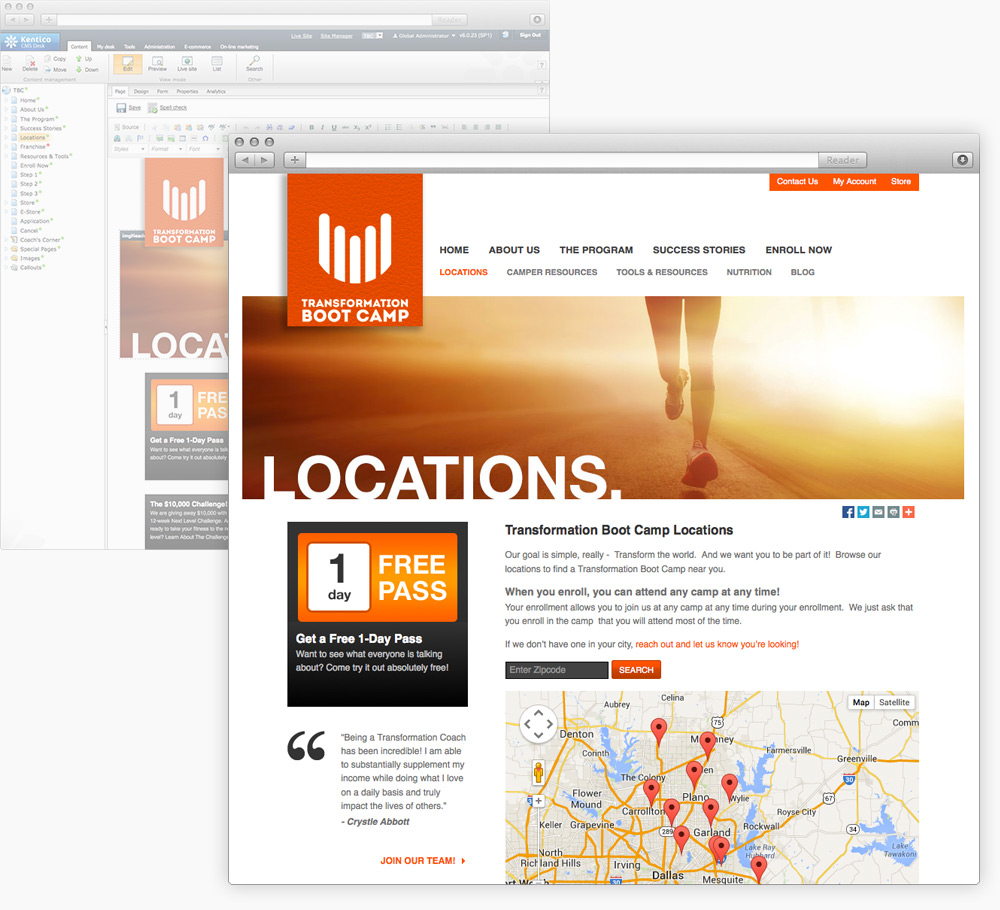 Reader
Kentico
CMS Desk
Content
My desk
Tools
Administration
E-commerce
On-line marketing
Live Site
Site Manager
TBC
Global Administrator
v6.0.23 (SP1)
Sign Out
New
Delete
Copy
Move
Up
Down
Content management
Edit
Preview
Live site
List
View mode
Search
Other
TBC
Home
About Us
The Program
Success Stories
Locations
Franchise
Resources & Tools
Enroll Now
Step 1
Step 2
Step 3
Store
E-Store
Application
Cancel
Coach's Corner
Special Pages
Images
Callouts
Page
Design
Form
Properties
Analytics
Save
Spell check
Source
Styles
Format
Font
TRANSFORMATION
BOOT CAMP
LOCA
1
day
FREE
PASS
Get a Free 1-Day Pass
Want to see what everyone is talk
about? Come try it out absolutely
The $10,000 Challenge!
We are giving away $10,000 with
12-week Next Level Challenge. A
ready to take your fitness to the n
level? Learn About The Challenge
Reader
Contact Us
My Account
Store
TRANSFORMATION
BOOT CAMP
HOME
ABOUT US
THE PROGRAM
SUCCESS STORIES
ENROLL NOW
LOCATIONS
CAMPER RESOURCES
TOOLS & RESOURCES
NUTRITION
BLOG
LOCATIONS.
1
day
FREE
PASS
Get a Free 1-Day Pass
Want to see what everyone is talking
about? Come try it out absolutely free!
"Being a Transformation Coach
has been incredible! I am able
to substantially supplement my
income while doing what I love
on a daily basis and truly
impact the lives of others."
- Crystle Abbott
JOIN OUR TEAM!
Transformation Boot Camp Locations
Our goal is simple, really - Transform the world. And we want you to be part of it! Browse our
locations to find a Transformation Boot Camp near you.
When you enroll, you can attend any camp at any time!
Your enrollment allows you to join us at any camp at any time during your enrollment. We just ask that
you enroll in the camp that you will attend most of the time.
If we don't have one in your city, reach out and let us know you're looking!
Enter Zipcode
SEARCH
Map
Satellite
Celina
Aubrey
75
Comm
Denton
M
nney
Corinth
Farmersville
Greenville
The Colony
len
30
Flower
Mound
Plano
Wylie
67
Carrollton
Royse City
Keller
Grapevine
289
Garland
Rockwall
34
North
Richland Hills
Irving
Lake Ray
Hubbard
Lake
Tawakoni
Dallas
Mesquite
30